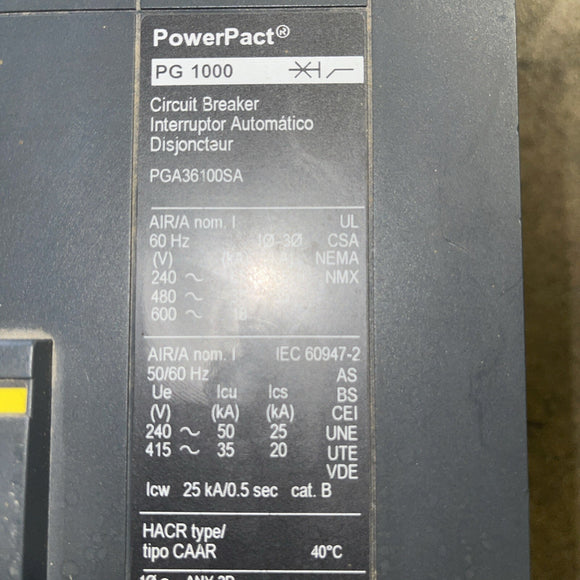 PowerPact®
PG 1000
Circuit Breaker
Interruptor Automático
Disjoncteur
PGA36100SA
AIR/A nom. I UL
60 Hz 1Ø-3Ø CSA
(V) NEMA
240 ~ NMX
480 ~
600 ~ 18
AIR/A nom. I IEC 60947-2
50/60 Hz AS
Ue Icu Ics BS
(V) (kA) (kA) CEI
240 ~ 50 25 UNE
415 ~ 35 20 UTE
VDE
Icw 25 kA/0.5 sec cat. B
HACR type/
tipo CAAR 40°C